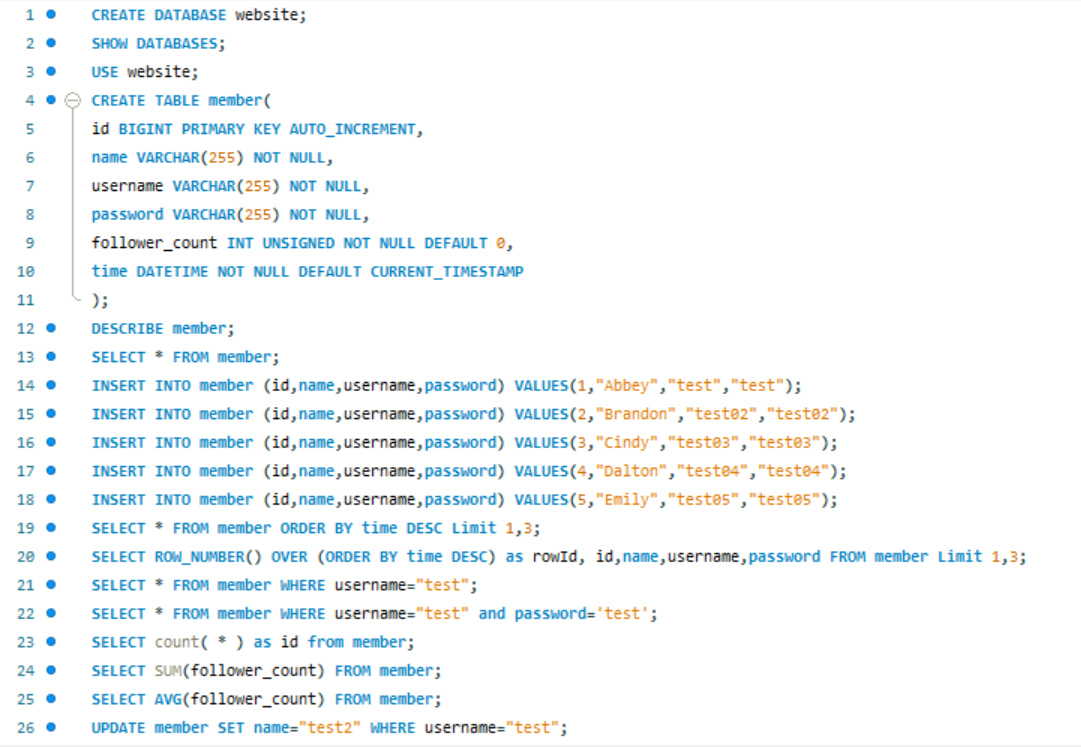 1 CREATE DATABASE website;
2 SHOW DATABASES;
3 USE website;
4 CREATE TABLE member(
5 id BIGINT PRIMARY KEY AUTO_INCREMENT,
6 name VARCHAR(255) NOT NULL,
7 username VARCHAR(255) NOT NULL,
8 password VARCHAR(255) NOT NULL,
9 follower_count INT UNSIGNED NOT NULL DEFAULT 0,
10 time DATETIME NOT NULL DEFAULT CURRENT_TIMESTAMP
11 );
12 DESCRIBE member;
13 SELECT * FROM member;
14 INSERT INTO member (id,name,username,password) VALUES(1,"Abbey","test","test");
15 INSERT INTO member (id,name,username,password) VALUES(2,"Brandon","test02","test02");
16 INSERT INTO member (id,name,username,password) VALUES(3,"Cindy","test03","test03");
17 INSERT INTO member (id,name,username,password) VALUES(4,"Dalton","test04","test04");
18 INSERT INTO member (id,name,username,password) VALUES(5,"Emily","test05","test05");
19 SELECT * FROM member ORDER BY time DESC Limit 1,3;
20 SELECT ROW_NUMBER() OVER (ORDER BY time DESC) as rowId, id,name,username,password FROM member Limit 1,3;
21 SELECT * FROM member WHERE username="test";
22 SELECT * FROM member WHERE username="test" and password='test';
23 SELECT count( * ) as id from member;
24 SELECT SUM(follower_count) FROM member;
25 SELECT AVG(follower_count) FROM member;
26 UPDATE member SET name="test2" WHERE username="test";